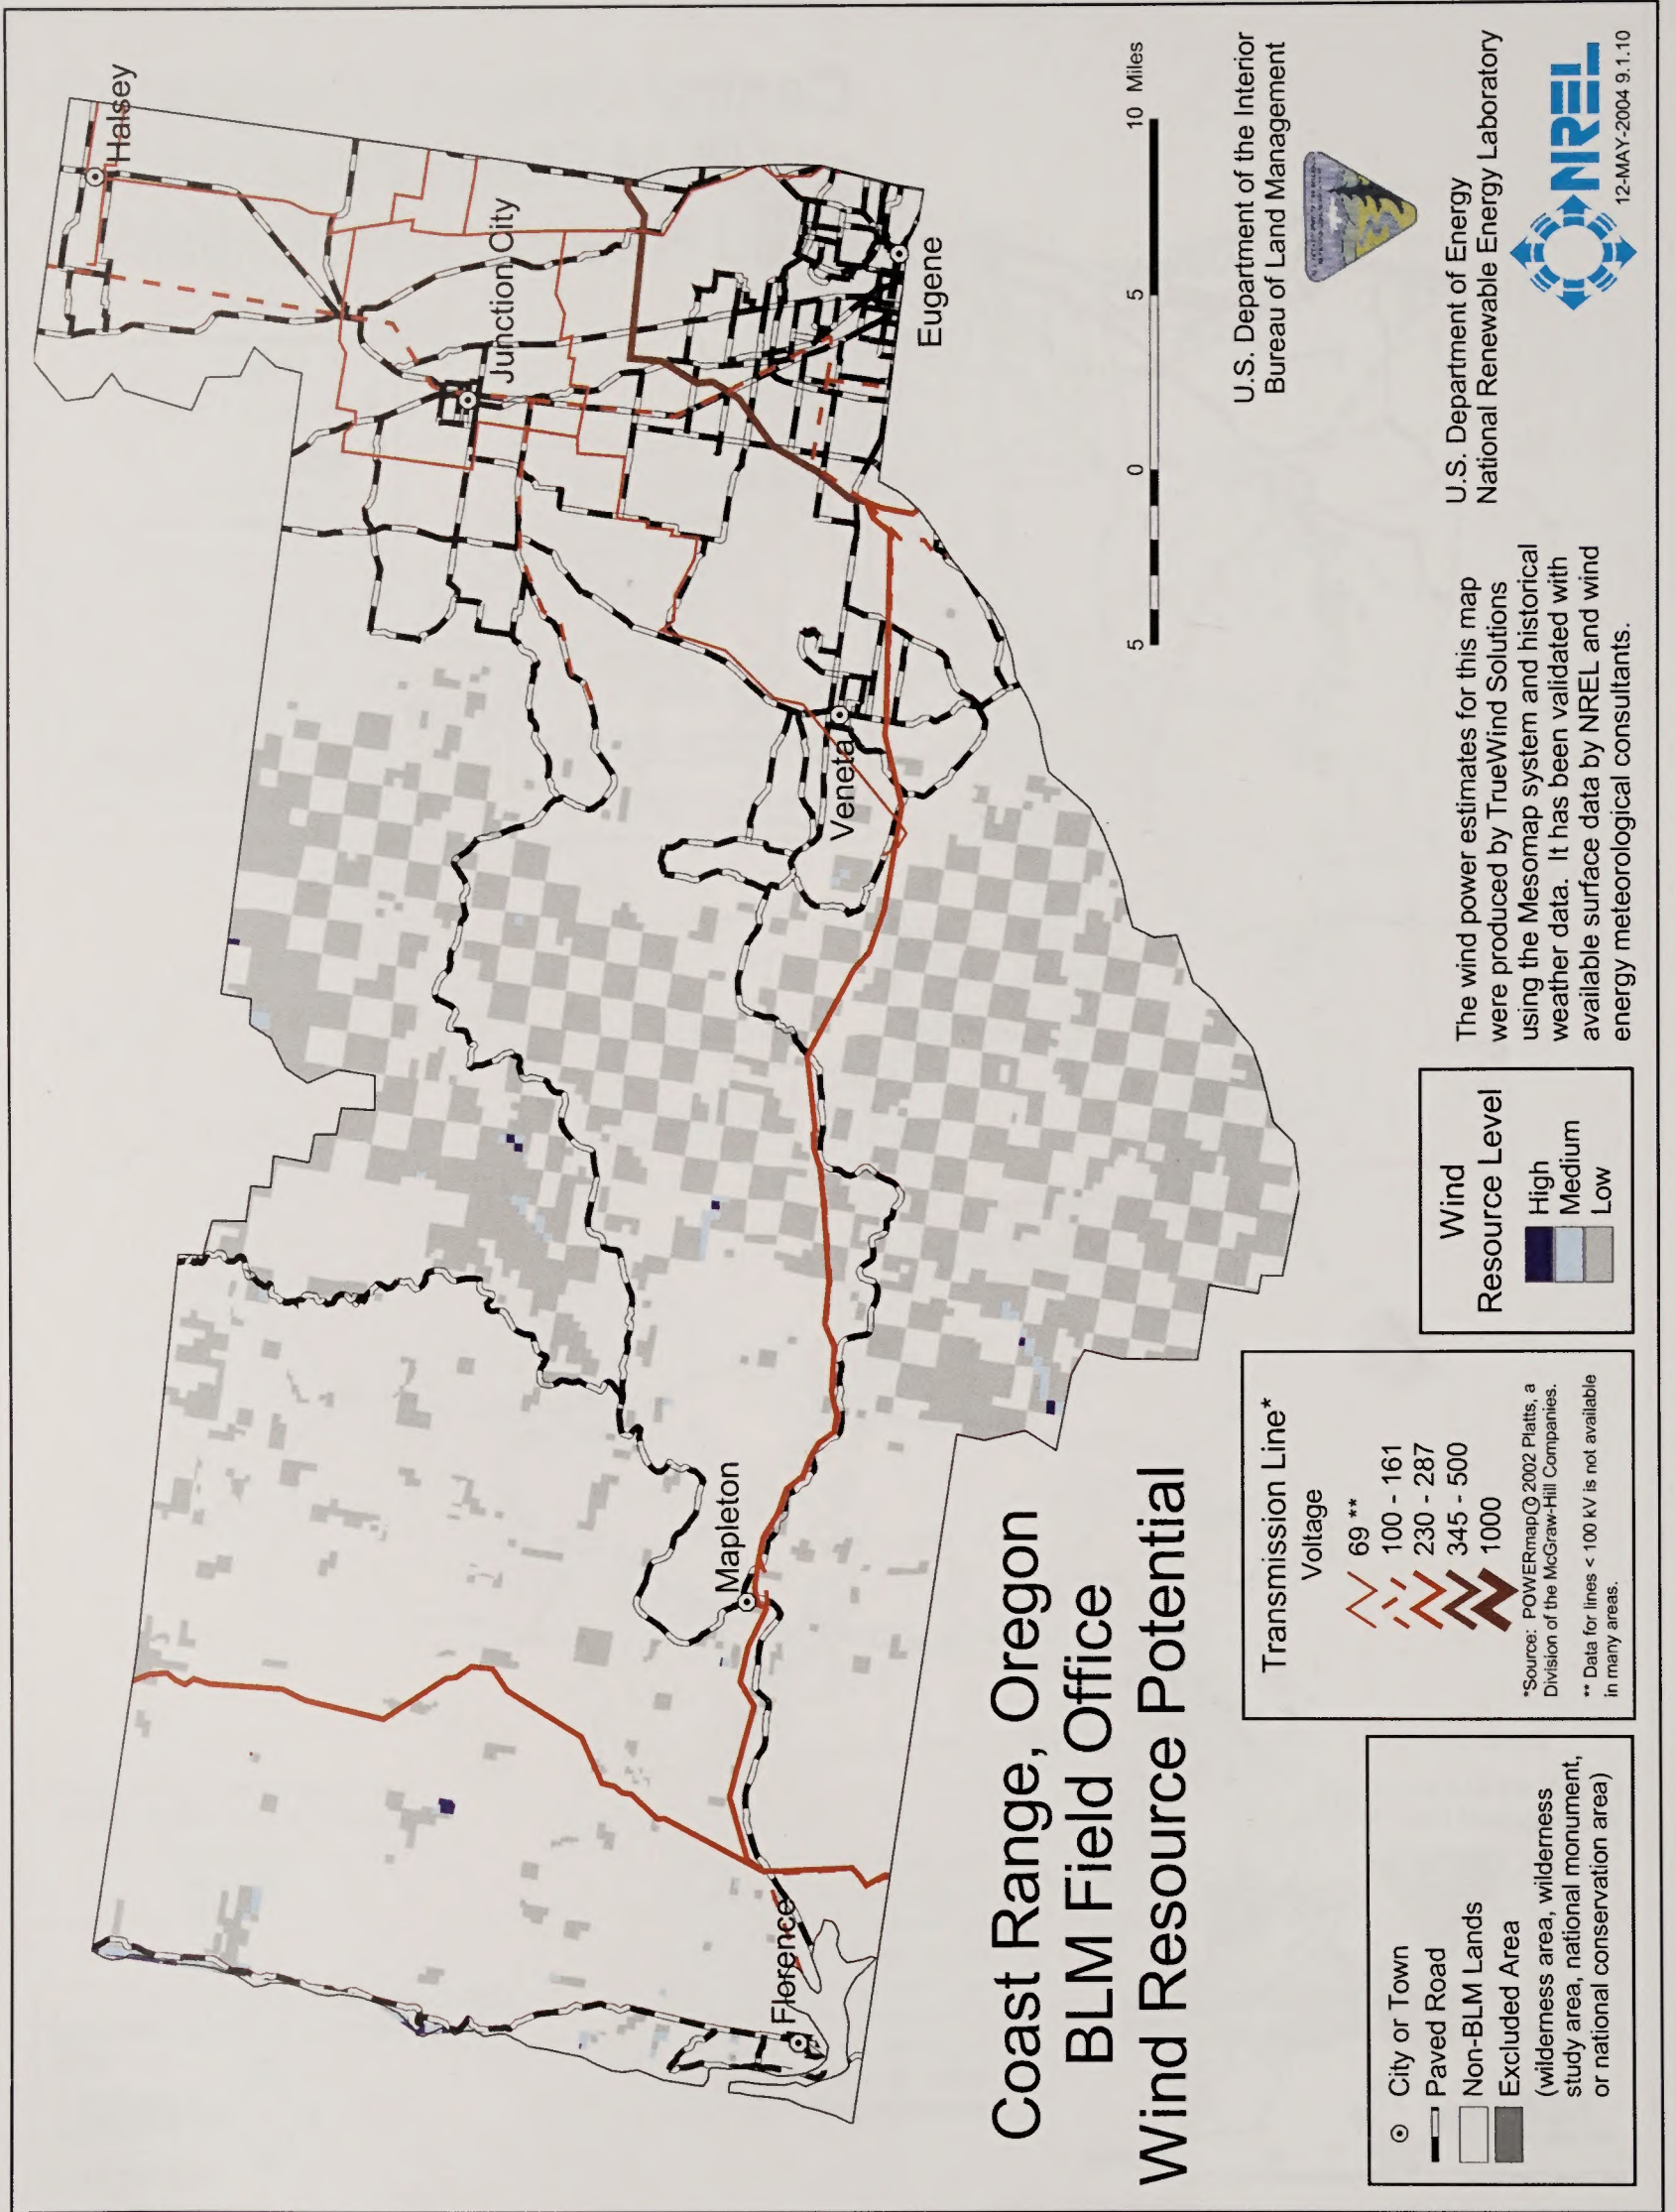 Halsey
Junction City
Eugene
Veneta
Mapleton
Florence
Coast Range, Oregon
BLM Field Office
Wind Resource Potential
5 0 5 10 Miles
U.S. Department of the Interior
Bureau of Land Management
U.S. Department of Energy
National Renewable Energy Laboratory
NREL
12-MAY-2004 9.1.10
The wind power estimates for this map
were produced by TrueWind Solutions
using the Mesomap system and historical
weather data. It has been validated with
available surface data by NREL and wind
energy meteorological consultants.
Wind
Resource Level
High
Medium
Low
Transmission Line*
Voltage
69 **
100 - 161
230 - 287
345 - 500
1000
*Source: POWERmap, ©2002 Platts, a
Division of the McGraw-Hill Companies.
** Data for lines < 100 kV is not available
in many areas.
City or Town
Paved Road
Non-BLM Lands
Excluded Area
(wilderness area, wilderness
study area, national monument,
or national conservation area)